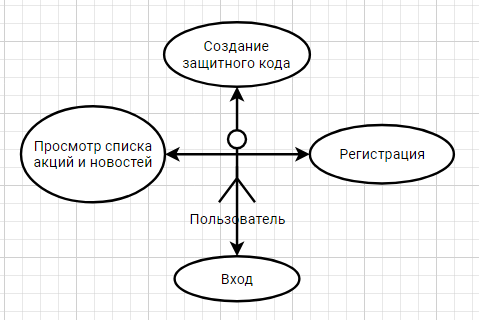 Создание
защитного кода
Просмотр списка
акций и новостей
Регистрация
Пользователь
Вход